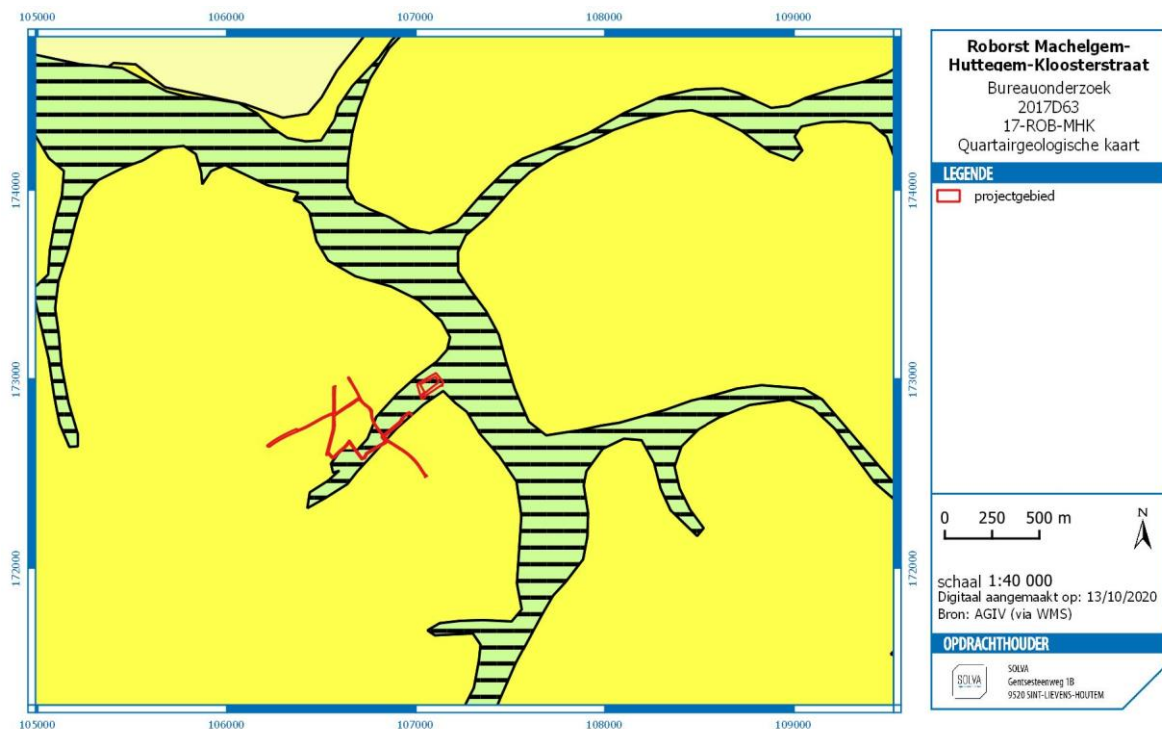 105000 106000 107000 108000 109000
174000 174000
173000 173000
172000 172000
105000 106000 107000 108000 109000
Roborst Machelgem-
Huttegem-Kloosterstraat
Bureauonderzoek
2017D63
17-ROB-MHK
Quartairgeologische kaart
LEGENDE
projectgebied
0 250 500 m
N
schaal 1:40 000
Digitaal aangemaakt op: 13/10/2020
Bron: AGIV (via WMS)
OPDRACHTHOUDER
SOLVA
SOLVA
Gentsesteenweg 1B
9520 SINT-LIEVENS-HOUTEM